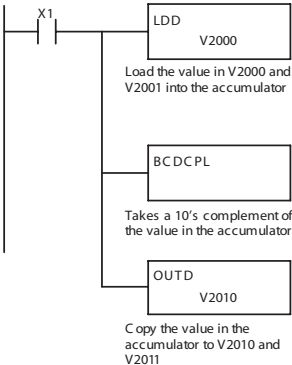 X1
LDD
V2000
Load the value in V2000 and
V2001 into the accumulator
BCDCPL
Takes a 10's complement of
the value in the accumulator
OUTD
V2010
Copy the value in the
accumulator to V2010 and
V2011